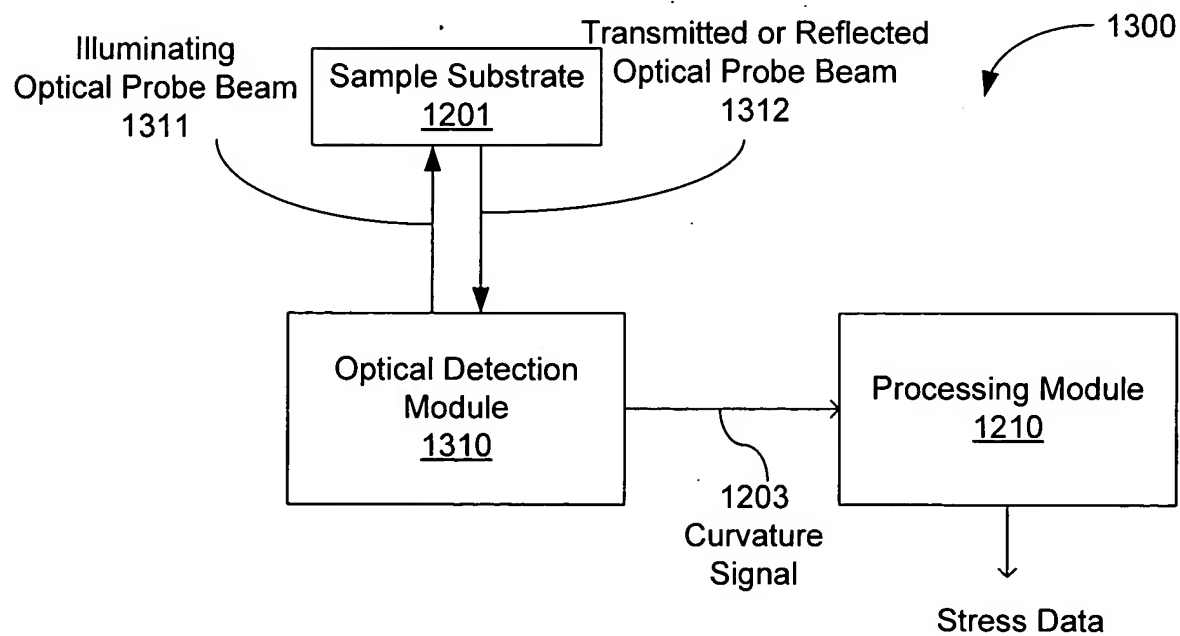 Illuminating
Optical Probe Beam
1311
Sample Substrate
1201
Transmitted or Reflected
Optical Probe Beam
1312
1300
Optical Detection
Module
1310
1203
Curvature
Signal
Processing Module
1210
Stress Data